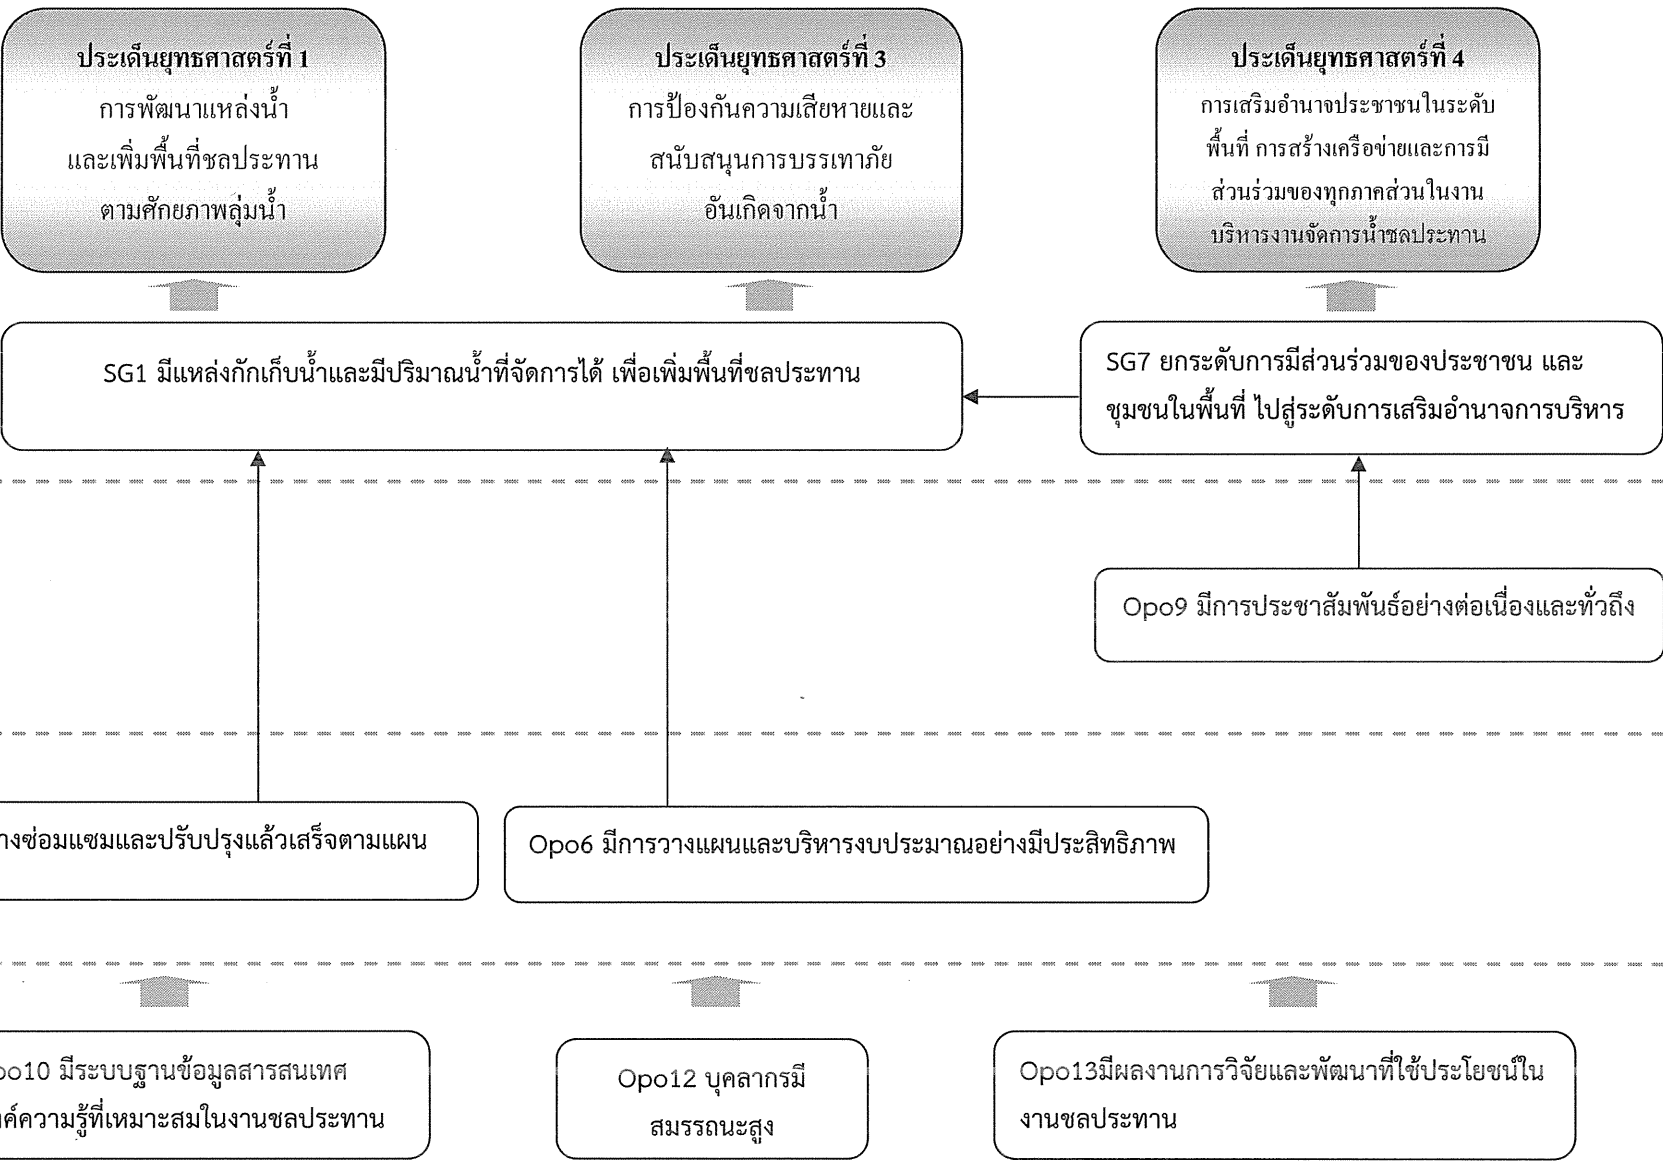 ประเด็นยุทธศาสตร์ที่ 1
การพัฒนาแหล่งน้ำ
และเพิ่มพื้นที่ชลประทาน
ตามศักยภาพลุ่มน้ำ
ประเด็นยุทธศาสตร์ที่ 3
การป้องกันความเสียหายและ
สนับสนุนการบรรเทาภัย
อันเกิดจากน้ำ
ประเด็นยุทธศาสตร์ที่ 4
การเสริมอำนาจประชาชนในระดับ
พื้นที่ การสร้างเครือข่ายและการมี
ส่วนร่วมของทุกภาคส่วนในงาน
บริหารงานจัดการน้ำชลประทาน
SG1 มีแหล่งกักเก็บน้ำและมีปริมาณน้ำที่จัดการได้ เพื่อเพิ่มพื้นที่ชลประทาน
SG7 ยกระดับการมีส่วนร่วมของประชาชน และ
ชุมชนในพื้นที่ ไปสู่ระดับการเสริมอำนาจการบริหาร
Opo9 มีการประชาสัมพันธ์อย่างต่อเนื่องและทั่วถึง
างซ่อมแซมและปรับปรุงแล้วเสร็จตามแผน
Opo6 มีการวางแผนและบริหารงบประมาณอย่างมีประสิทธิภาพ
po10 มีระบบฐานข้อมูลสารสนเทศ
งค์ความรู้ที่เหมาะสมในงานชลประทาน
Opo12 บุคลากรมี
สมรรถนะสูง
Opo13มีผลงานการวิจัยและพัฒนาที่ใช้ประโยชน์ใน
งานชลประทาน